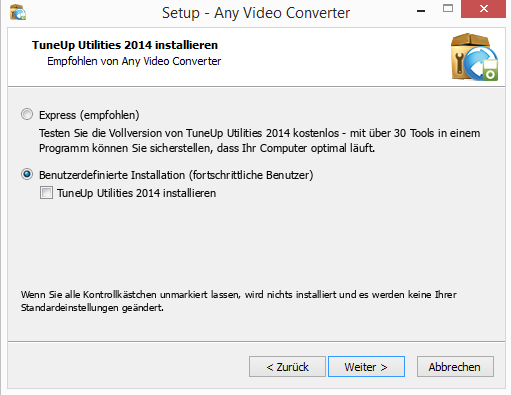 Setup - Any Video Converter
TuneUp Utilities 2014 installieren
Empfohlen von Any Video Converter
Express (empfohlen)
Testen Sie die Vollversion von TuneUp Utilities 2014 kostenlos - mit über 30 Tools in einem
Programm können Sie sicherstellen, dass Ihr Computer optimal läuft.
Benutzerdefinierte Installation (fortschrittliche Benutzer)
TuneUp Utilities 2014 installieren
Wenn Sie alle Kontrollkästchen unmarkiert lassen, wird nichts installiert und es werden keine Ihrer
Standardeinstellungen geändert.
< Zurück Weiter > Abbrechen